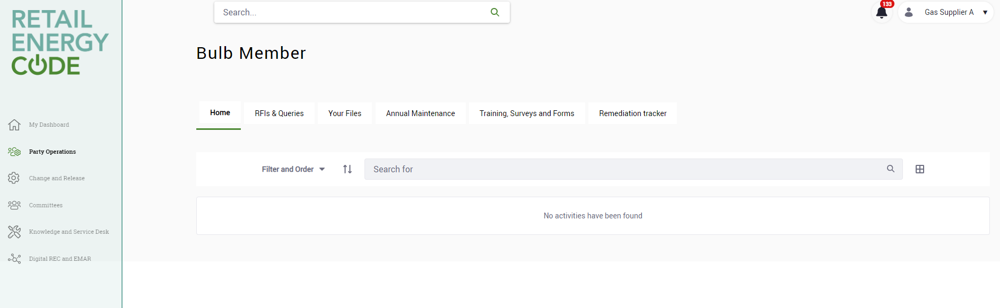 RETAIL
ENERGY
CODE
Search...
133
Gas Supplier A
Bulb Member
Home
RFIs & Queries
Your Files
Annual Maintenance
Training, Surveys and Forms
Remediation tracker
My Dashboard
Party Operations
Change and Release
Committees
Knowledge and Service Desk
Digital REC and EMAR
Filter and Order
Search for
No activities have been found